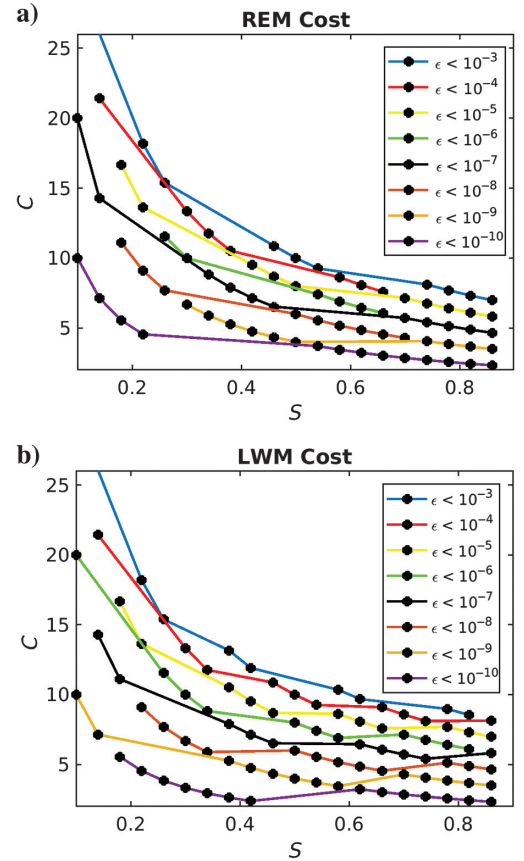 a)
REM Cost
25
20
15
10
5
C
0.2 0.4 0.6 0.8
S
ϵ < 10⁻³
ϵ < 10⁻⁴
ϵ < 10⁻⁵
ϵ < 10⁻⁶
ϵ < 10⁻⁷
ϵ < 10⁻⁸
ϵ < 10⁻⁹
ϵ < 10⁻¹⁰
b)
LWM Cost
25
20
15
10
5
C
0.2 0.4 0.6 0.8
S
ϵ < 10⁻³
ϵ < 10⁻⁴
ϵ < 10⁻⁵
ϵ < 10⁻⁶
ϵ < 10⁻⁷
ϵ < 10⁻⁸
ϵ < 10⁻⁹
ϵ < 10⁻¹⁰